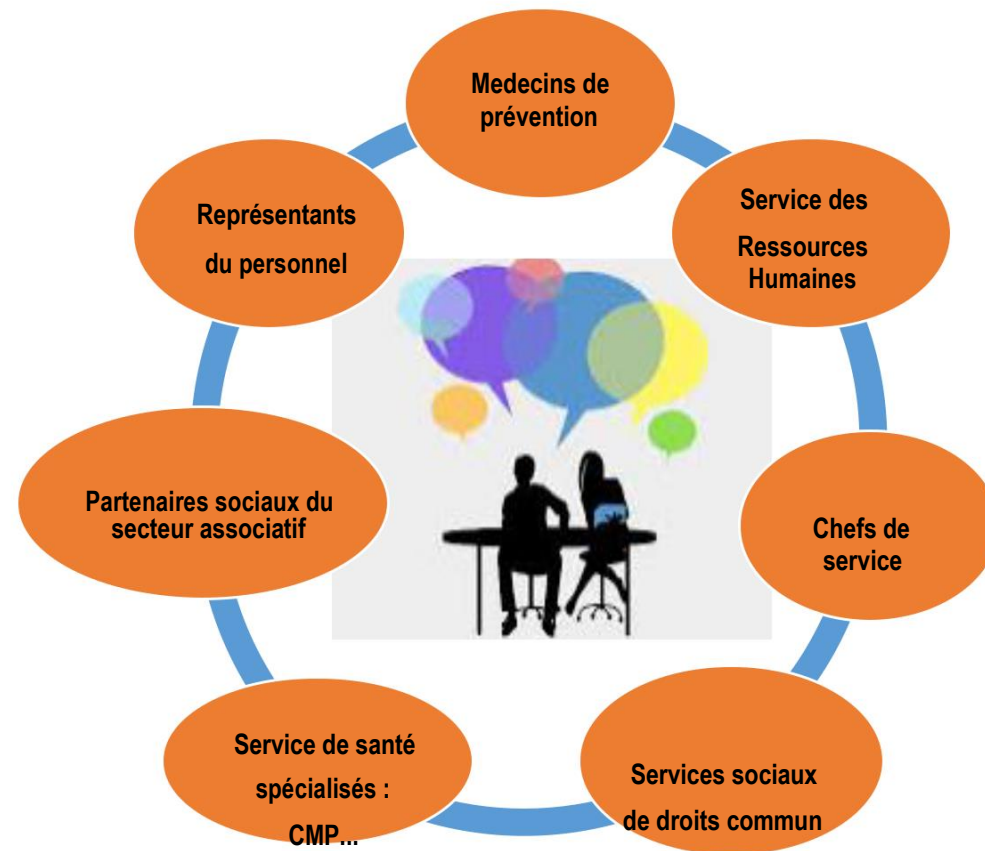 Medecins de
prévention
Service des
Ressources
Humaines
Chefs de
service
Services sociaux
de droits commun
Service de santé
spécialisés :
CMP...
Partenaires sociaux du
secteur associatif
Représentants
du personnel